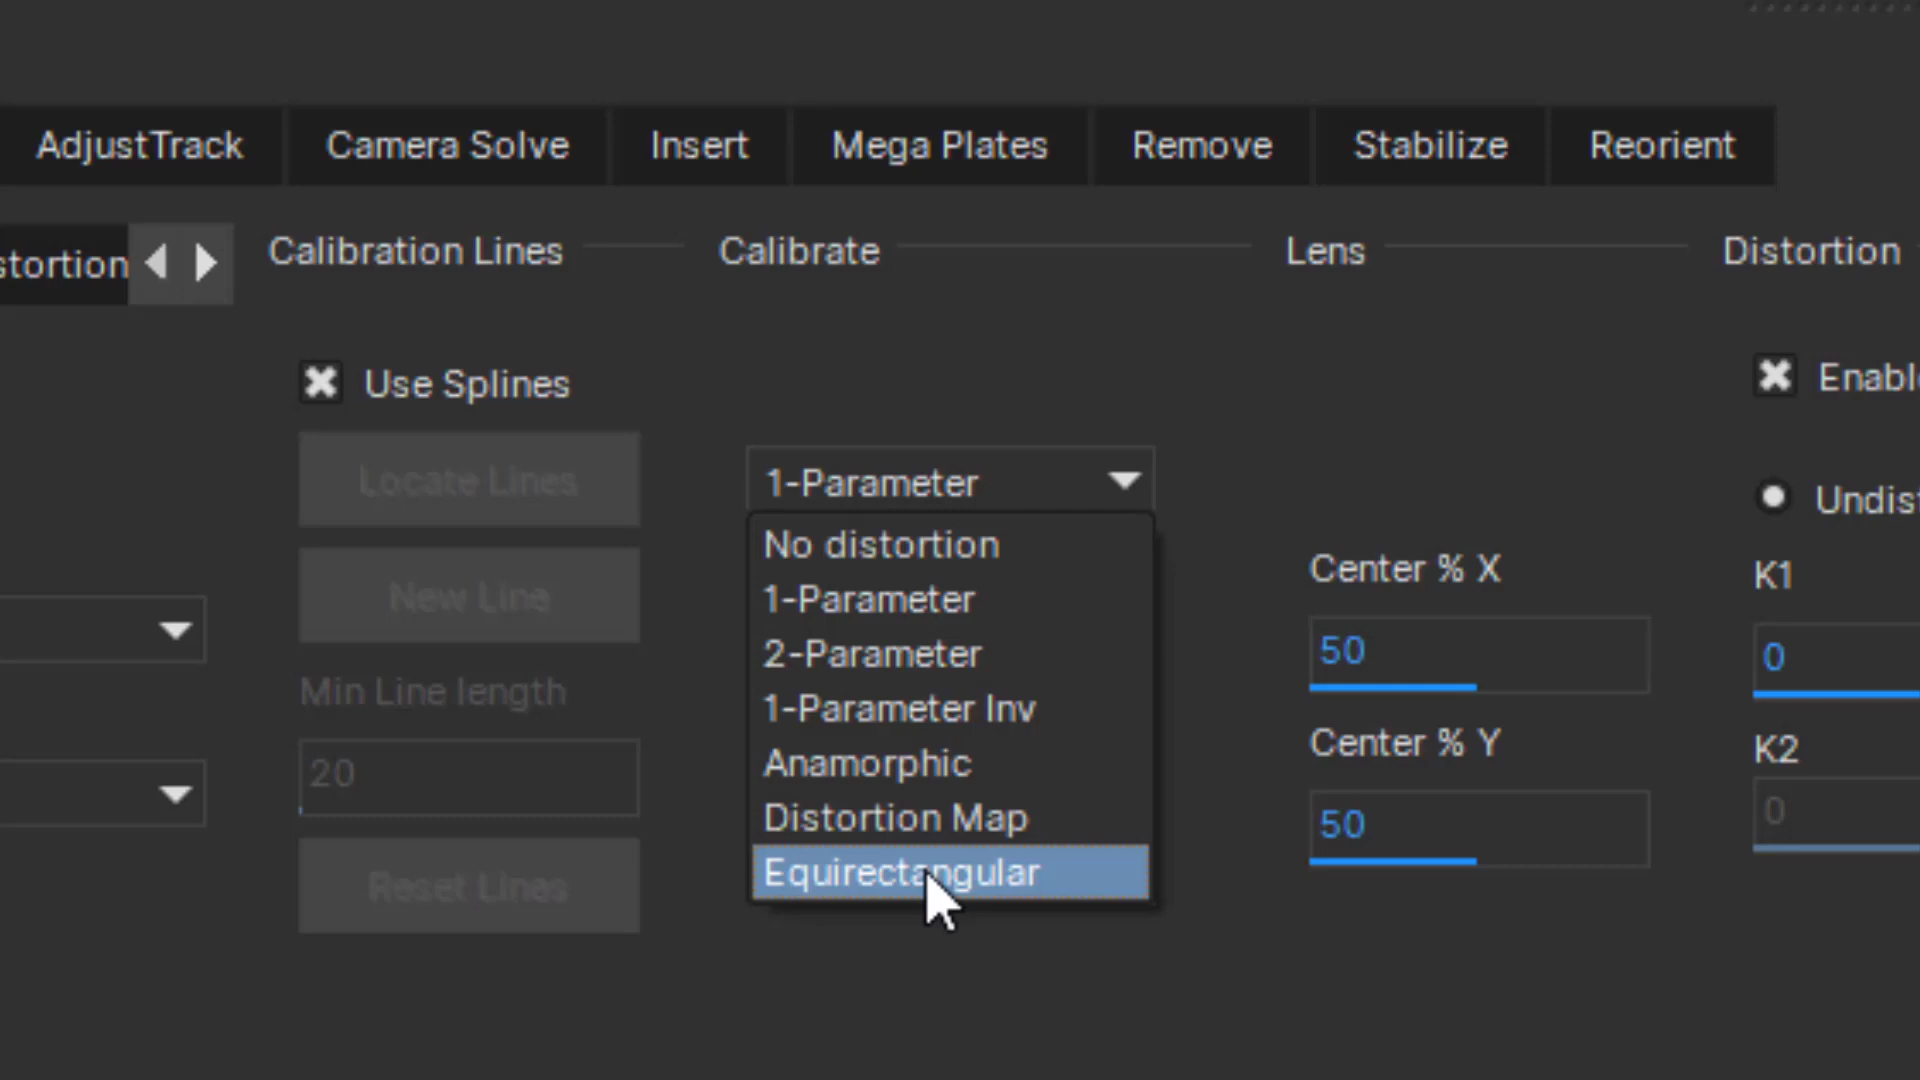 AdjustTrack Camera Solve Insert Mega Plates Remove Stabilize Reorient
stortion Calibration Lines Calibrate Lens Distortion
Use Splines
Enabl
Locate Lines
1-Parameter
Undis
No distortion
1-Parameter
2-Parameter
1-Parameter Inv
Anamorphic
Distortion Map
Equirectangular
New Line
Min Line length
20
Reset Lines
Center % X
50
Center % Y
50
K1
0
K2
0